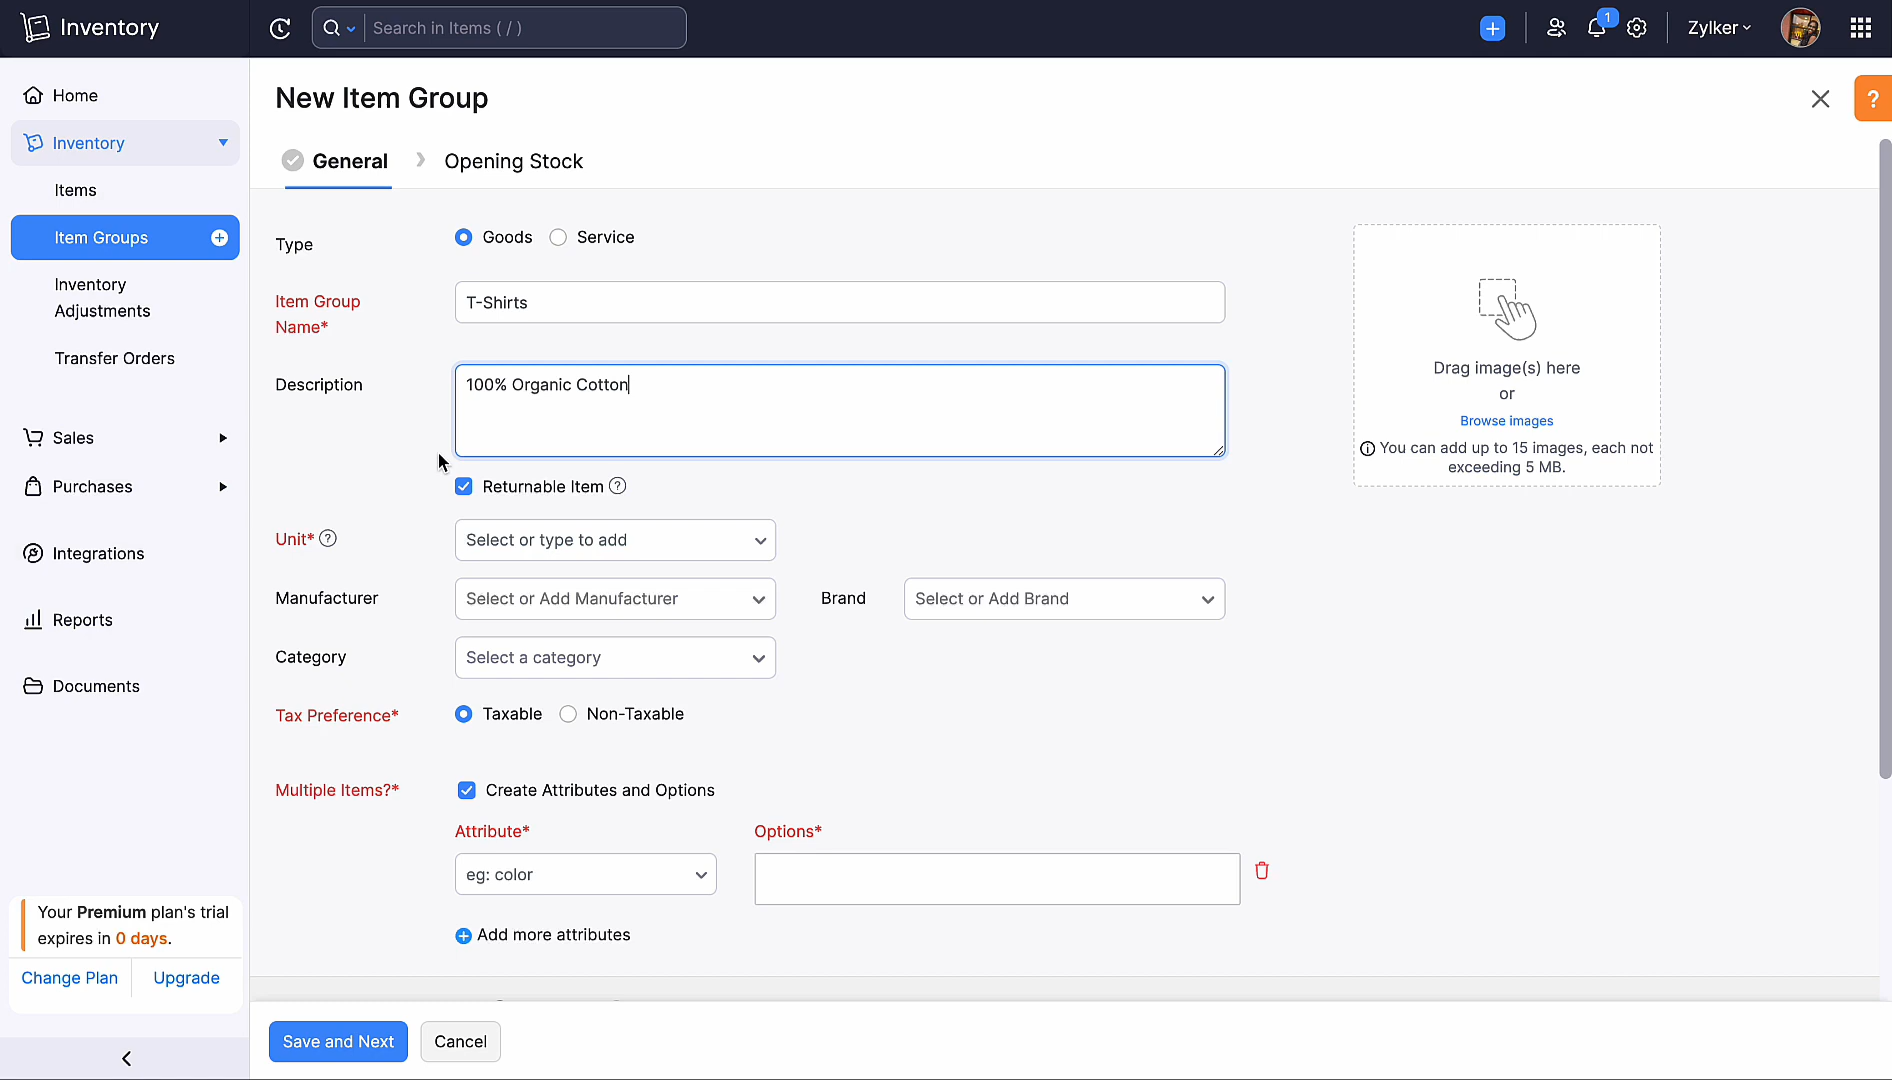 Inventory
Search in Items ( / )
1
Zylker
Home
Inventory
Items
Item Groups
Inventory
Adjustments
Transfer Orders
Sales
Purchases
Integrations
Reports
Documents
Your Premium plan's trial
expires in 0 days.
Change Plan
Upgrade
New Item Group
?
General
Opening Stock
Type
Goods
Service
Item Group
Name*
T-Shirts
Description
100% Organic Cotton
Returnable Item ?
Drag image(s) here
or
Browse images
You can add up to 15 images, each not
exceeding 5 MB.
Unit* ?
Select or type to add
Manufacturer
Select or Add Manufacturer
Brand
Select or Add Brand
Category
Select a category
Tax Preference*
Taxable
Non-Taxable
Multiple Items?*
Create Attributes and Options
Attribute*
Options*
eg: color
Add more attributes
Save and Next
Cancel